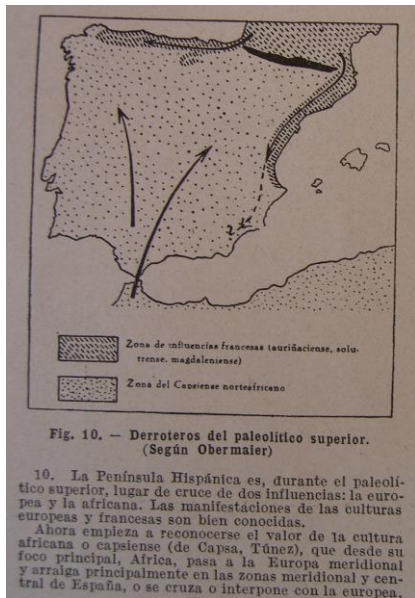 Zona de influencias francesas (auriñaciense, solu-
trense, magdaleniense)
Zona del Capsiense norteafricano
Fig. 10. — Derroteros del paleolítico superior.
(Según Obermaier)
10. La Península Hispánica es, durante el paleolí-
tico superior, lugar de cruce de dos influencias: la euro-
pea y la africana. Las manifestaciones de las culturas
europeas y francesas son bien conocidas.
Ahora empieza a reconocerse el valor de la cultura
africana o capsiense (de Capsa, Túnez), que desde su
foco principal, Africa, pasa a la Europa meridional
y arraiga principalmente en las zonas meridional y cen-
tral de España, o se cruza o interpone con la europea.